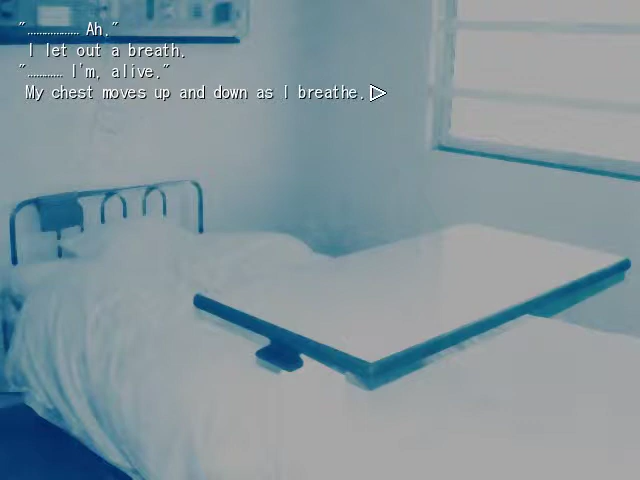 "……………… Ah."
I let out a breath.
"………… I'm, alive."
My chest moves up and down as I breathe.